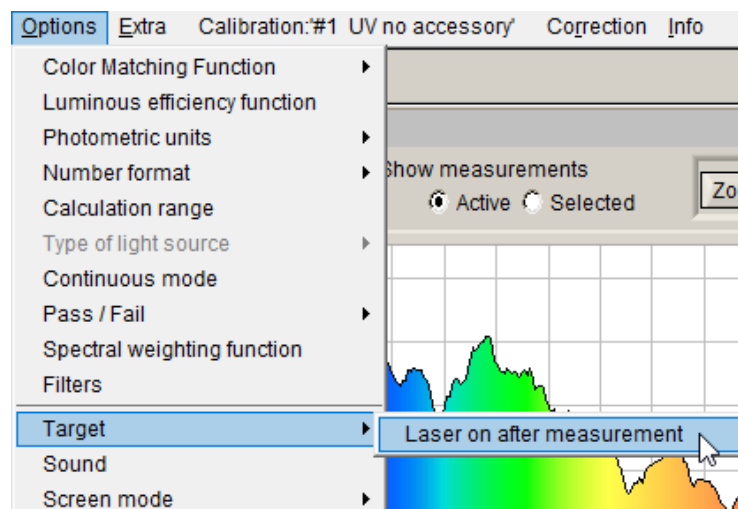 Options Extra Calibration:'#1 UV no accessory' Correction Info
Color Matching Function
Luminous efficiency function
Photometric units
Number format
Show measurements
Active Selected
Calculation range
Type of light source
Continuous mode
Pass / Fail
Spectral weighting function
Filters
Target
Laser on after measurement
Sound
Screen mode